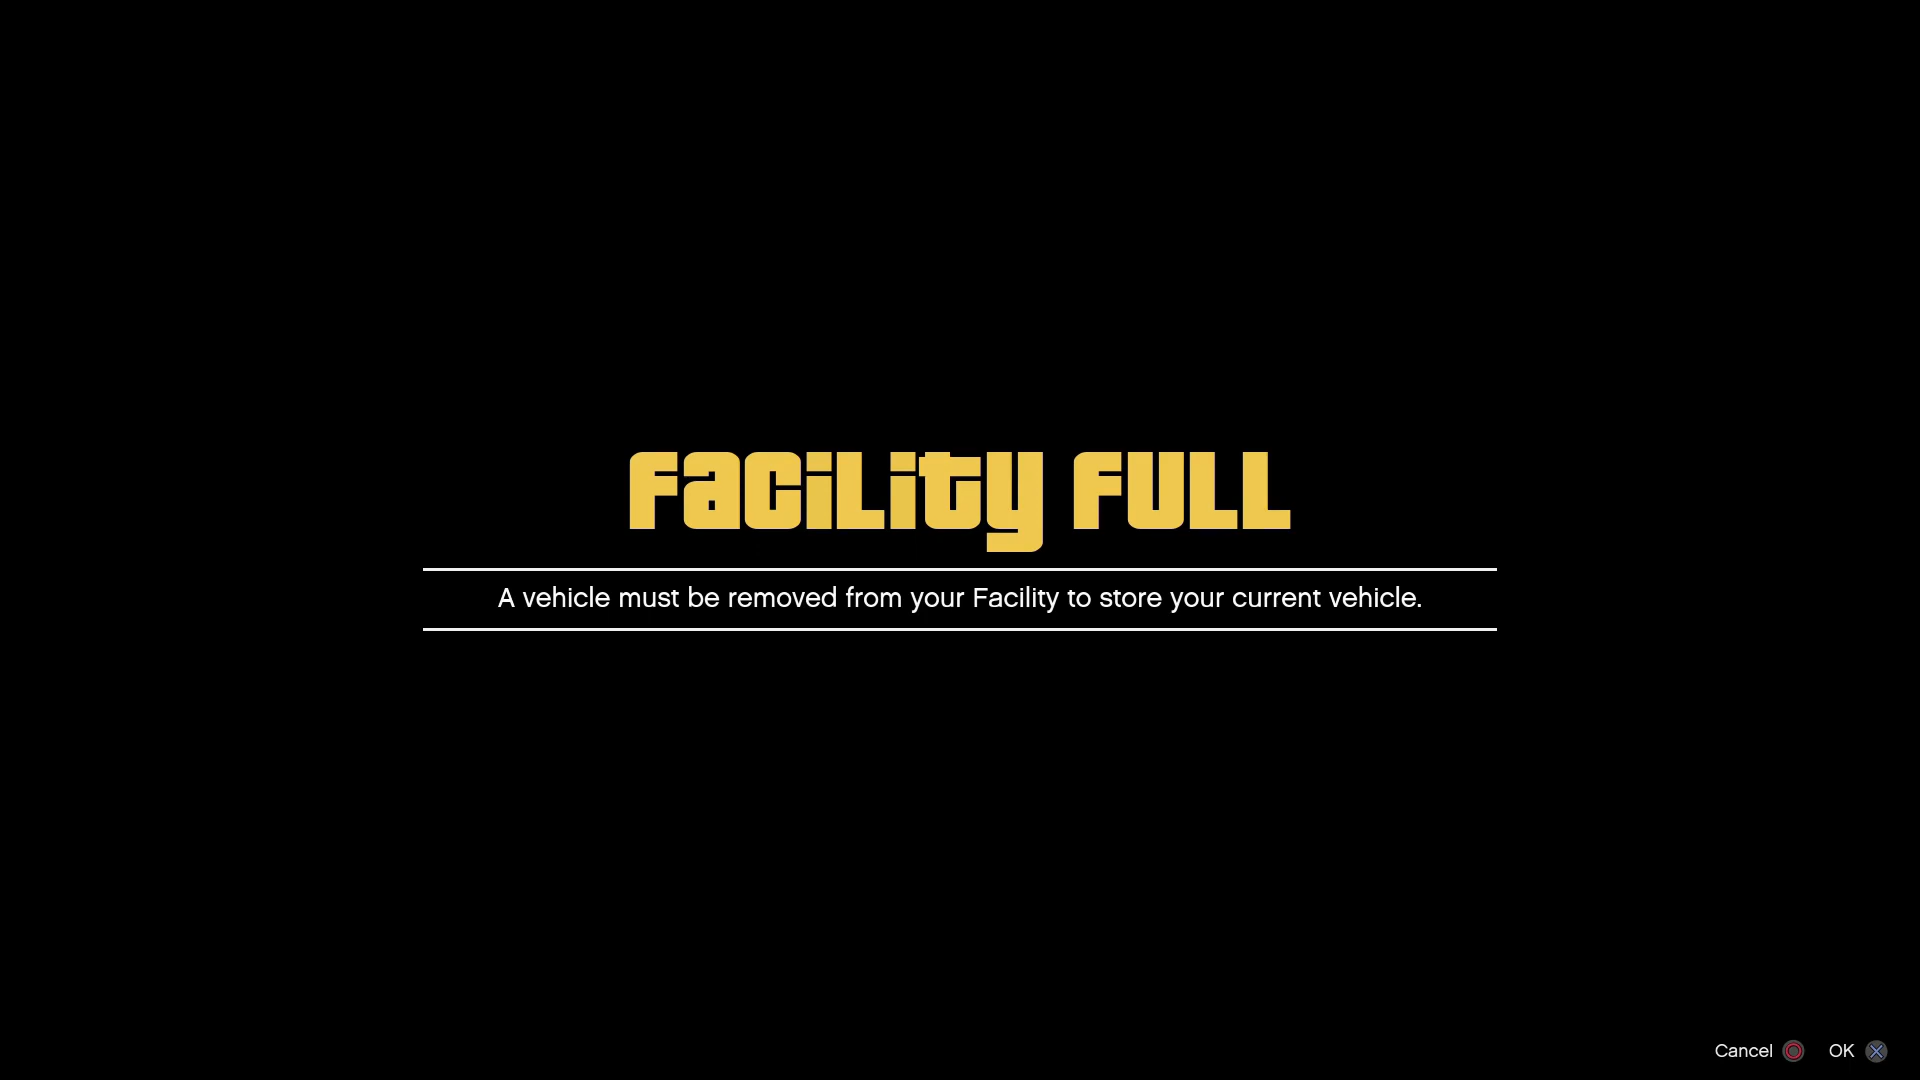 Facility Full
A vehicle must be removed from your Facility to store your current vehicle.
Cancel OK